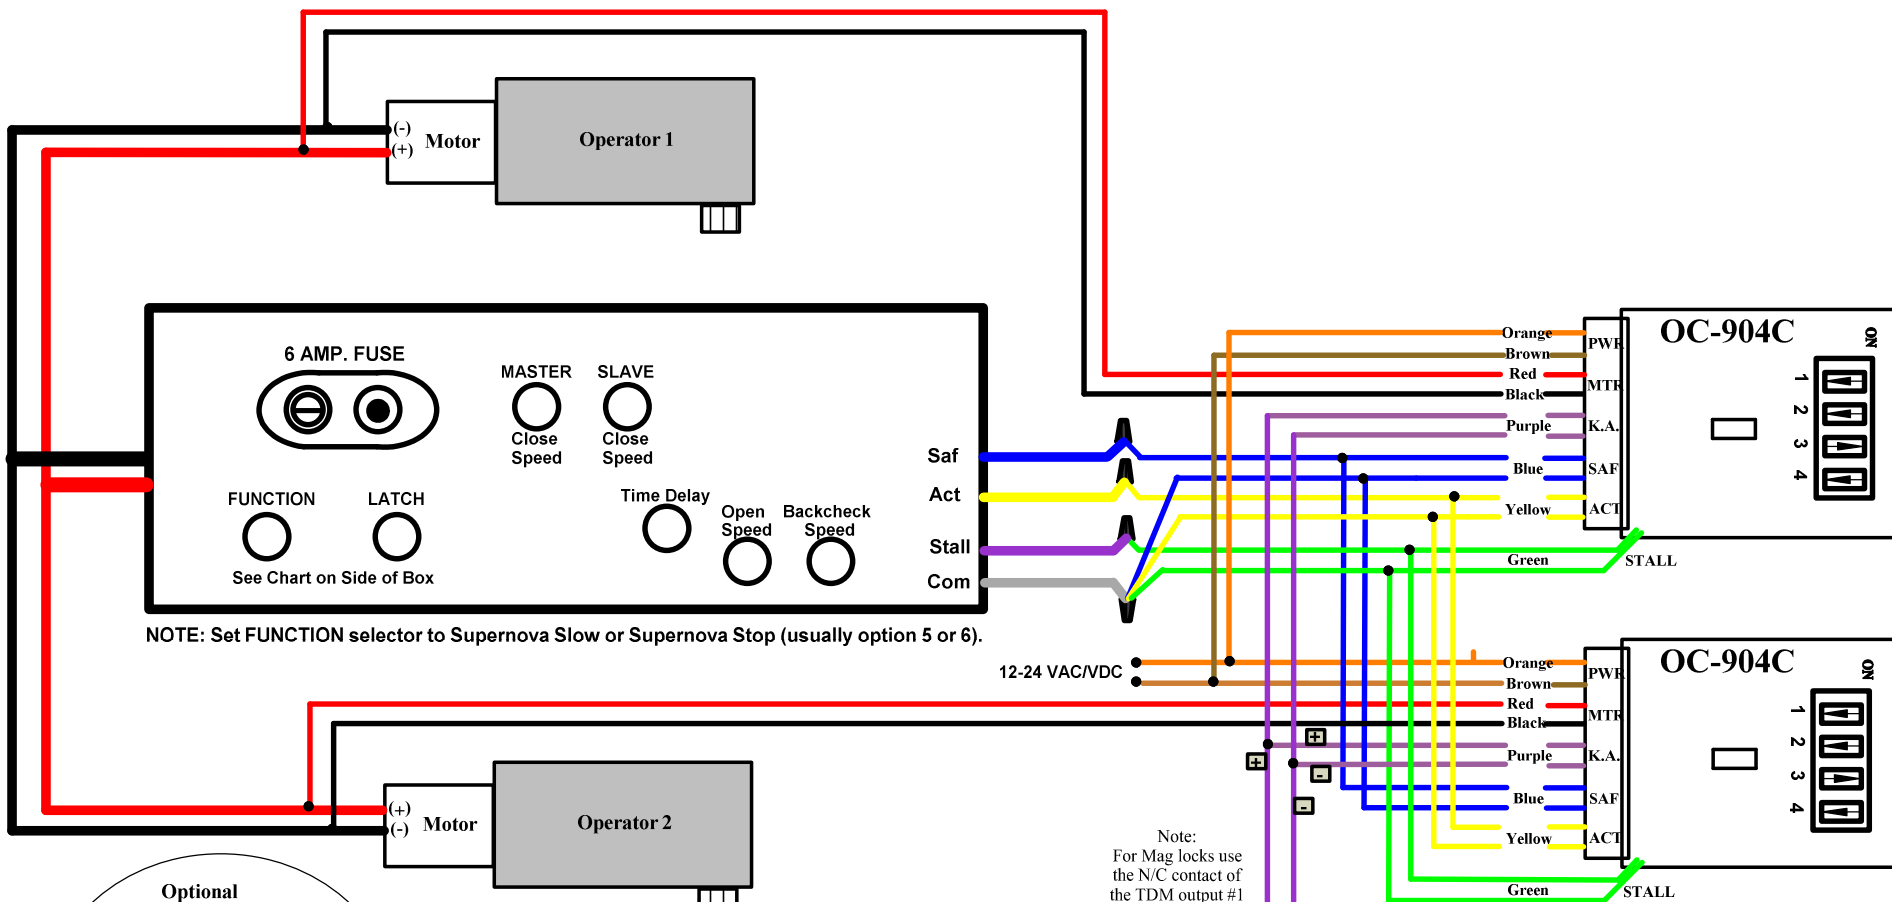 (-)
(+)
Motor
Operator 1
6 AMP. FUSE
MASTER
SLAVE
Close
Speed
Close
Speed
FUNCTION
LATCH
See Chart on Side of Box
Time Delay
Open
Speed
Backcheck
Speed
Saf
Act
Stall
Com
NOTE: Set FUNCTION selector to Supernova Slow or Supernova Stop (usually option 5 or 6).
Orange
Brown
Red
Black
Purple
Blue
Yellow
Green
PWR
MTR
K.A.
SAF
ACT
STALL
OC-904C
ON
1
2
3
4
12-24 VAC/VDC
Orange
Brown
Red
Black
Purple
Blue
Yellow
Green
PWR
MTR
K.A.
SAF
ACT
STALL
OC-904C
ON
1
2
3
4
+
+
-
-
(+)
(-)
Motor
Operator 2
Optional
Note:
For Mag locks use
the N/C contact of
the TDM output #1